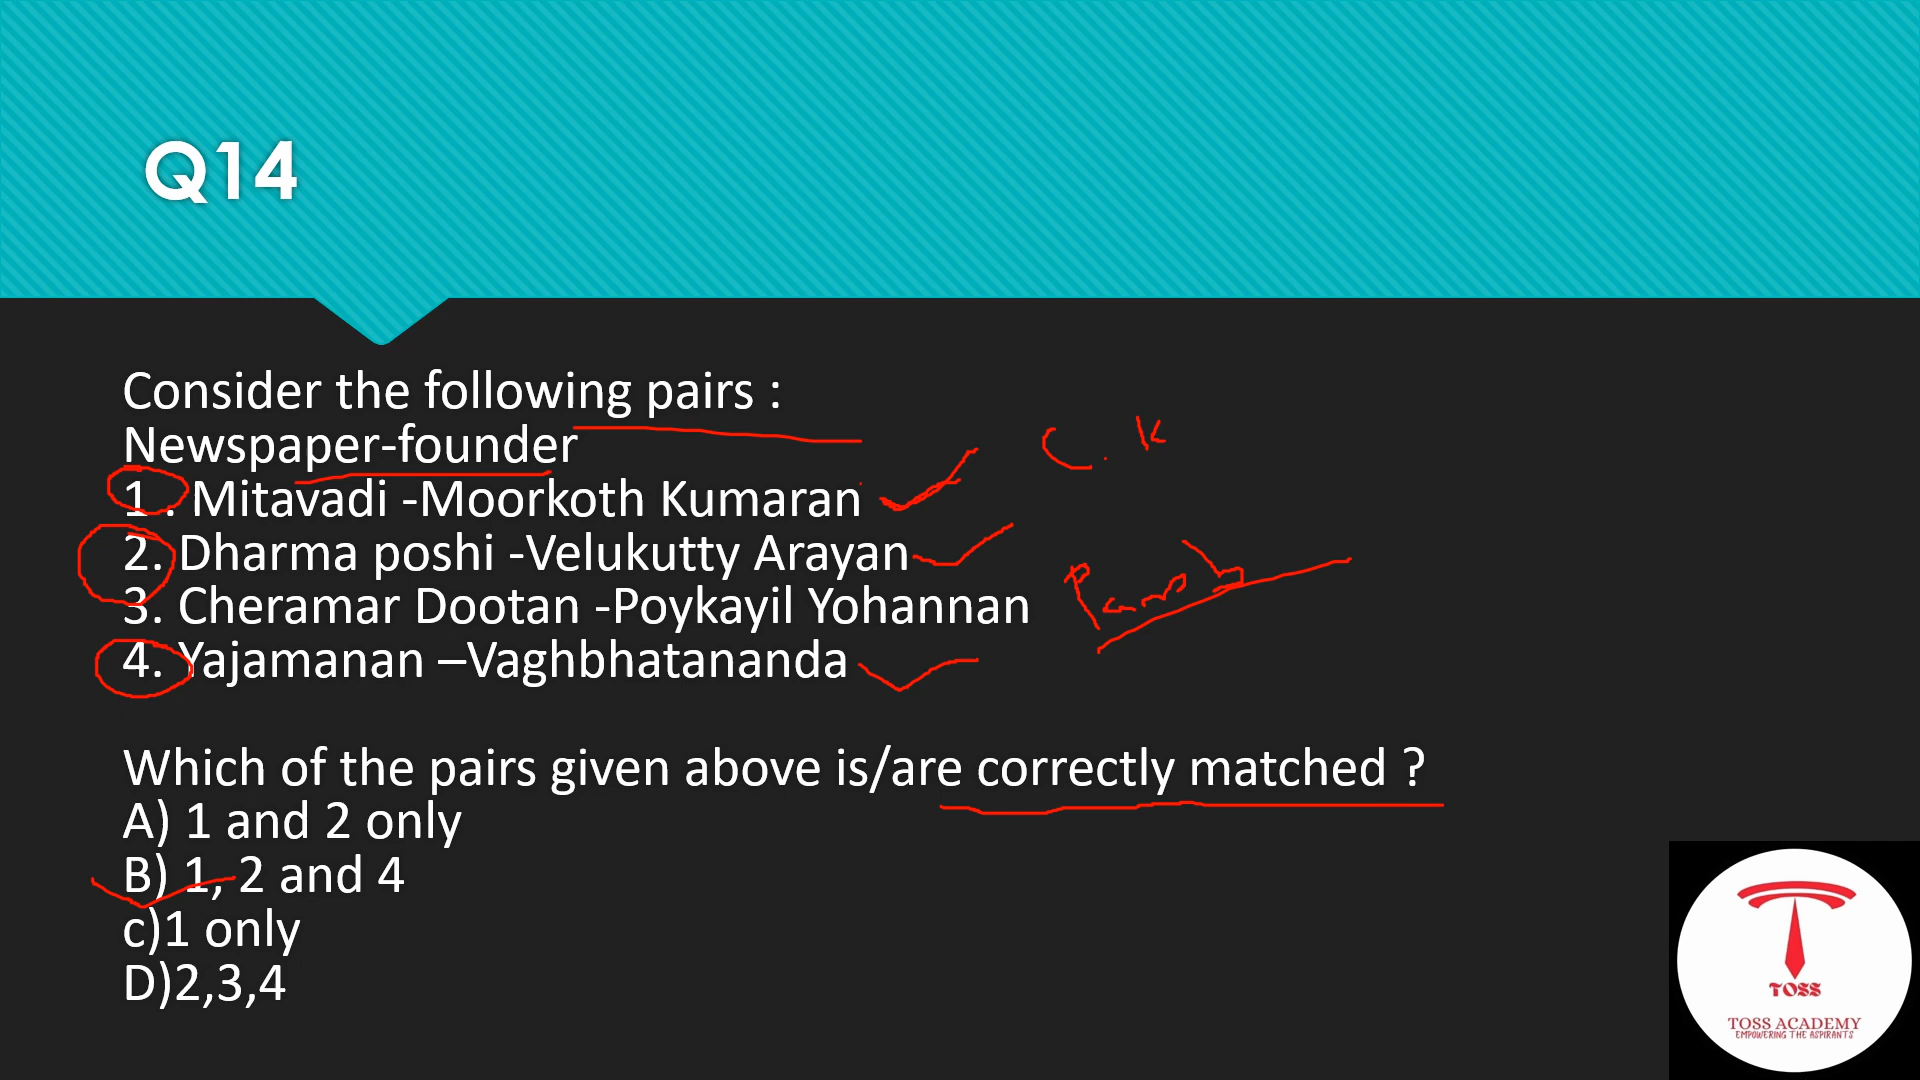 Q14
Consider the following pairs :
Newspaper-founder
1 . Mitavadi -Moorkoth Kumaran
C. K
2. Dharma poshi -Velukutty Arayan
3. Cheramar Dootan -Poykayil Yohannan
4. Yajamanan –Vaghbhatananda
Which of the pairs given above is/are correctly matched ?
A) 1 and 2 only
B) 1, 2 and 4
c)1 only
D)2,3,4
TOSS
TOSS ACADEMY
EMPOWERING THE ASPIRANTS